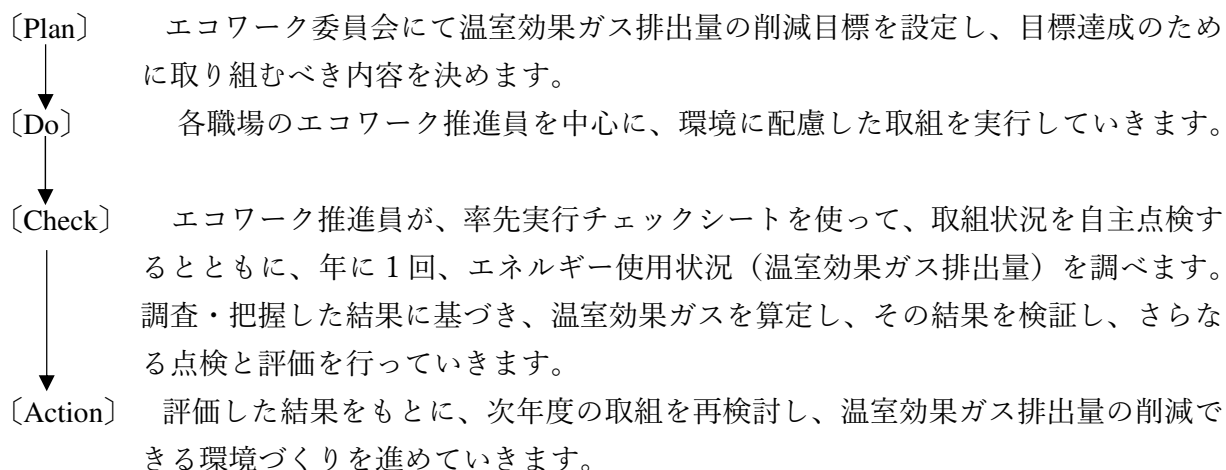 〔Plan〕 エコワーク委員会にて温室効果ガス排出量の削減目標を設定し、目標達成のため
に取り組むべき内容を決めます。
〔Do〕 各職場のエコワーク推進員を中心に、環境に配慮した取組を実行していきます。
〔Check〕 エコワーク推進員が、率先実行チェックシートを使って、取組状況を自主点検す
るとともに、年に1回、エネルギー使用状況（温室効果ガス排出量）を調べます。
調査・把握した結果に基づき、温室効果ガスを算定し、その結果を検証し、さらな
る点検と評価を行っていきます。
〔Action〕 評価した結果をもとに、次年度の取組を再検討し、温室効果ガス排出量の削減で
きる環境づくりを進めていきます。